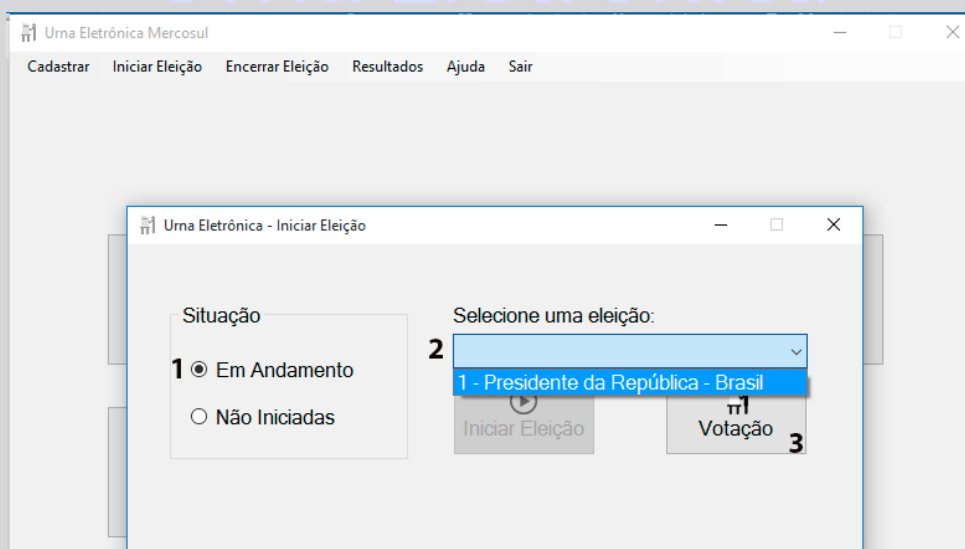 Urna Eletrônica Mercosul
Cadastrar Iniciar Eleição Encerrar Eleição Resultados Ajuda Sair
Urna Eletrônica - Iniciar Eleição
Situação
Selecione uma eleição:
1 Em Andamento
2
1 - Presidente da República - Brasil
Não Iniciadas
Iniciar Eleição
Votação 3